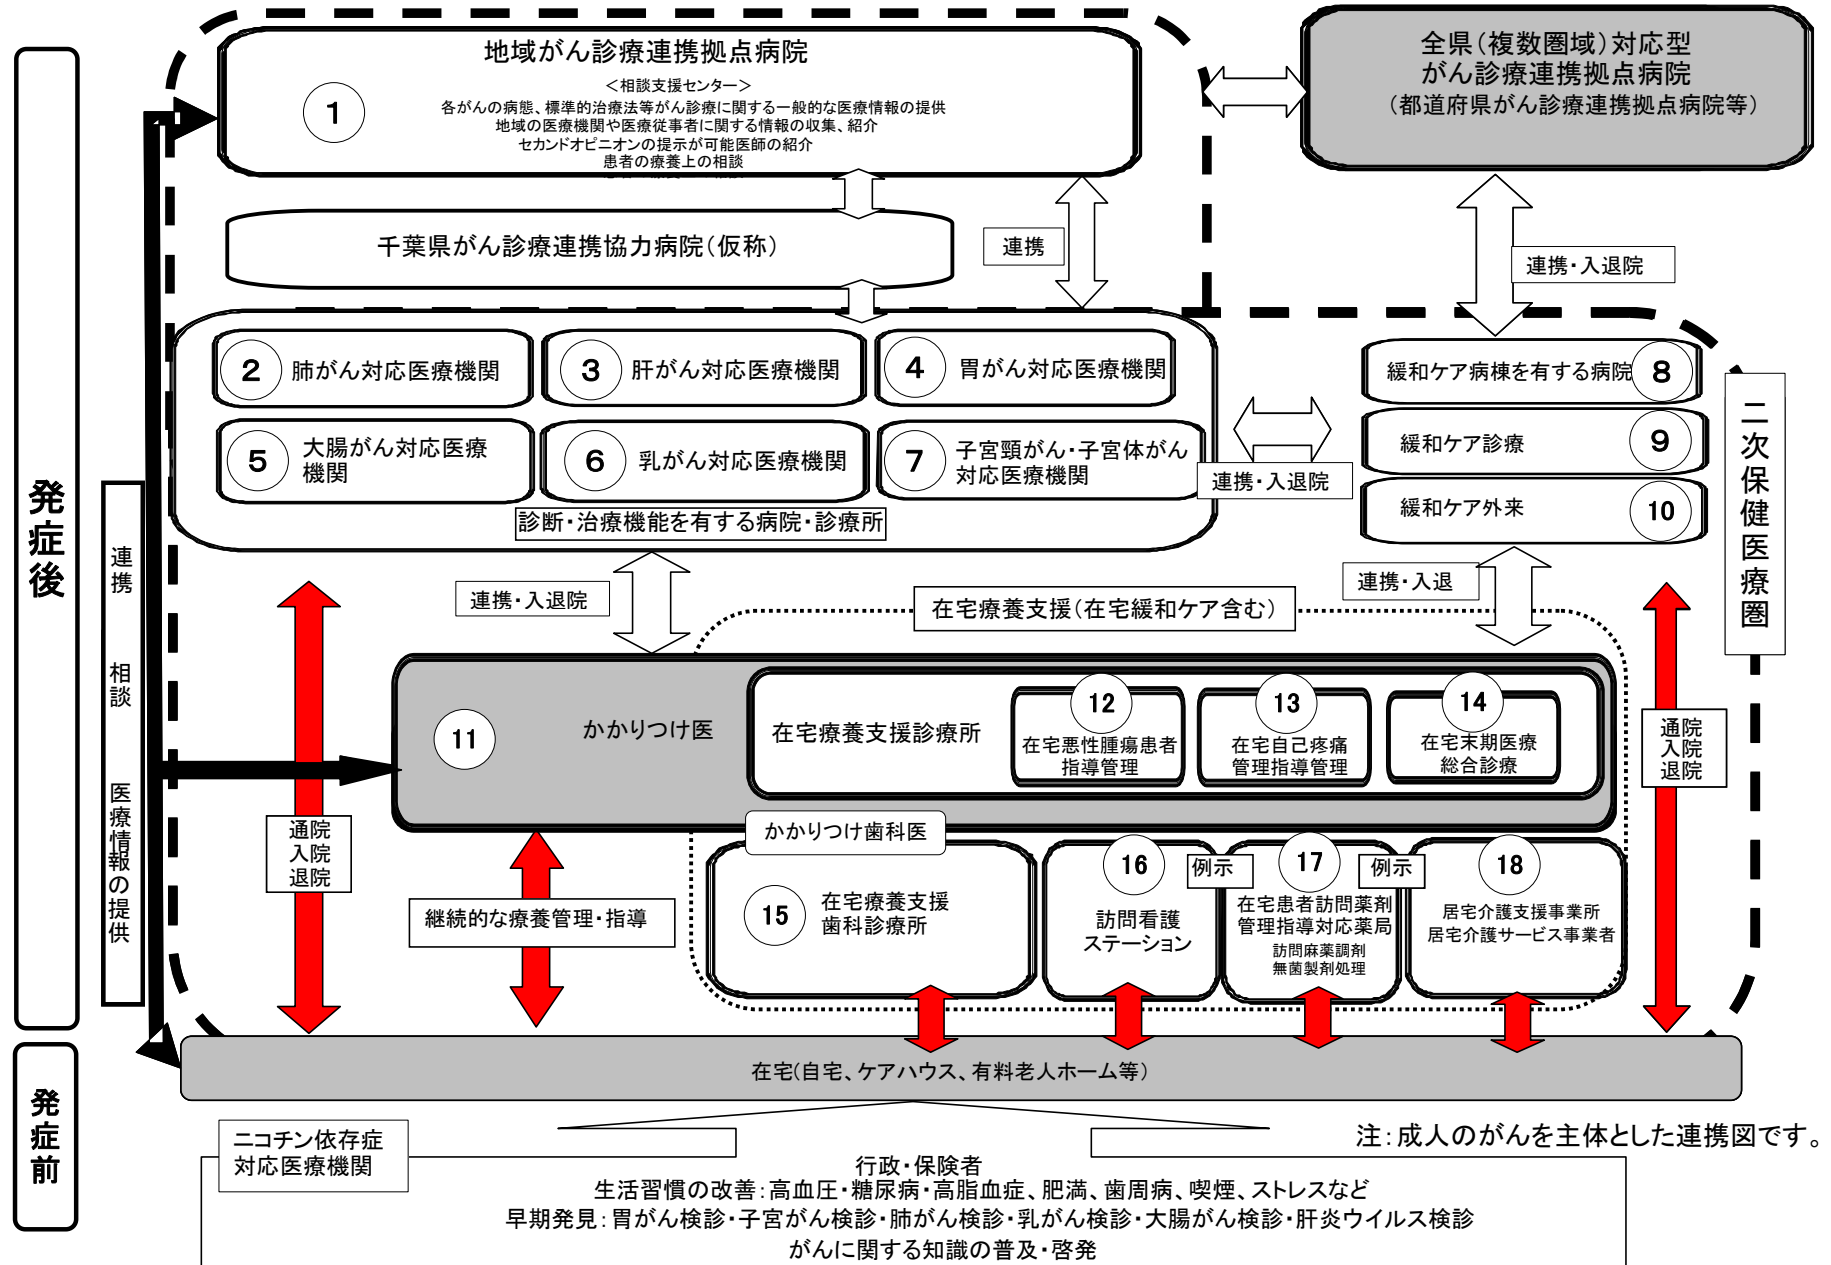 地域がん診療連携拠点病院
<相談支援センター>
①
各がんの病態、標準的治療法等がん診療に関する一般的な医療情報の提供
地域の医療機関や医療従事者に関する情報の収集、紹介
セカンドオピニオンの提示が可能医師の紹介
患者の療養上の相談
全県(複数圏域)対応型
がん診療連携拠点病院
(都道府県がん診療連携拠点病院等)
千葉県がん診療連携協力病院(仮称)
連携
連携・入退院
② 肺がん対応医療機関
③ 肝がん対応医療機関
④ 胃がん対応医療機関
⑤ 大腸がん対応医療
機関
⑥ 乳がん対応医療機関
⑦ 子宮頸がん・子宮体がん
対応医療機関
診断・治療機能を有する病院・診療所
連携・入退院
緩和ケア病棟を有する病院 ⑧
緩和ケア診療 ⑨
緩和ケア外来 ⑩
二次保健医療圏
発症後
連携 相談 医療情報の提供
連携・入退院
連携・入退
在宅療養支援(在宅緩和ケア含む)
⑪ かかりつけ医
在宅療養支援診療所
⑫
在宅悪性腫瘍患者
指導管理
⑬
在宅自己疼痛
管理指導管理
⑭
在宅末期医療
総合診療
通院
入院
退院
通院
入院
退院
継続的な療養管理・指導
かかりつけ歯科医
⑮ 在宅療養支援
歯科診療所
⑯
訪問看護
ステーション
例示
⑰
在宅患者訪問薬剤
管理指導対応薬局
訪問麻薬調剤
無菌製剤処理
例示
⑱
居宅介護支援事業所
居宅介護サービス事業者
在宅(自宅、ケアハウス、有料老人ホーム等)
発症前
ニコチン依存症
対応医療機関
注:成人のがんを主体とした連携図です。
行政・保険者
生活習慣の改善:高血圧・糖尿病・高脂血症、肥満、歯周病、喫煙、ストレスなど
早期発見:胃がん検診・子宮がん検診・肺がん検診・乳がん検診・大腸がん検診・肝炎ウイルス検診
がんに関する知識の普及・啓発